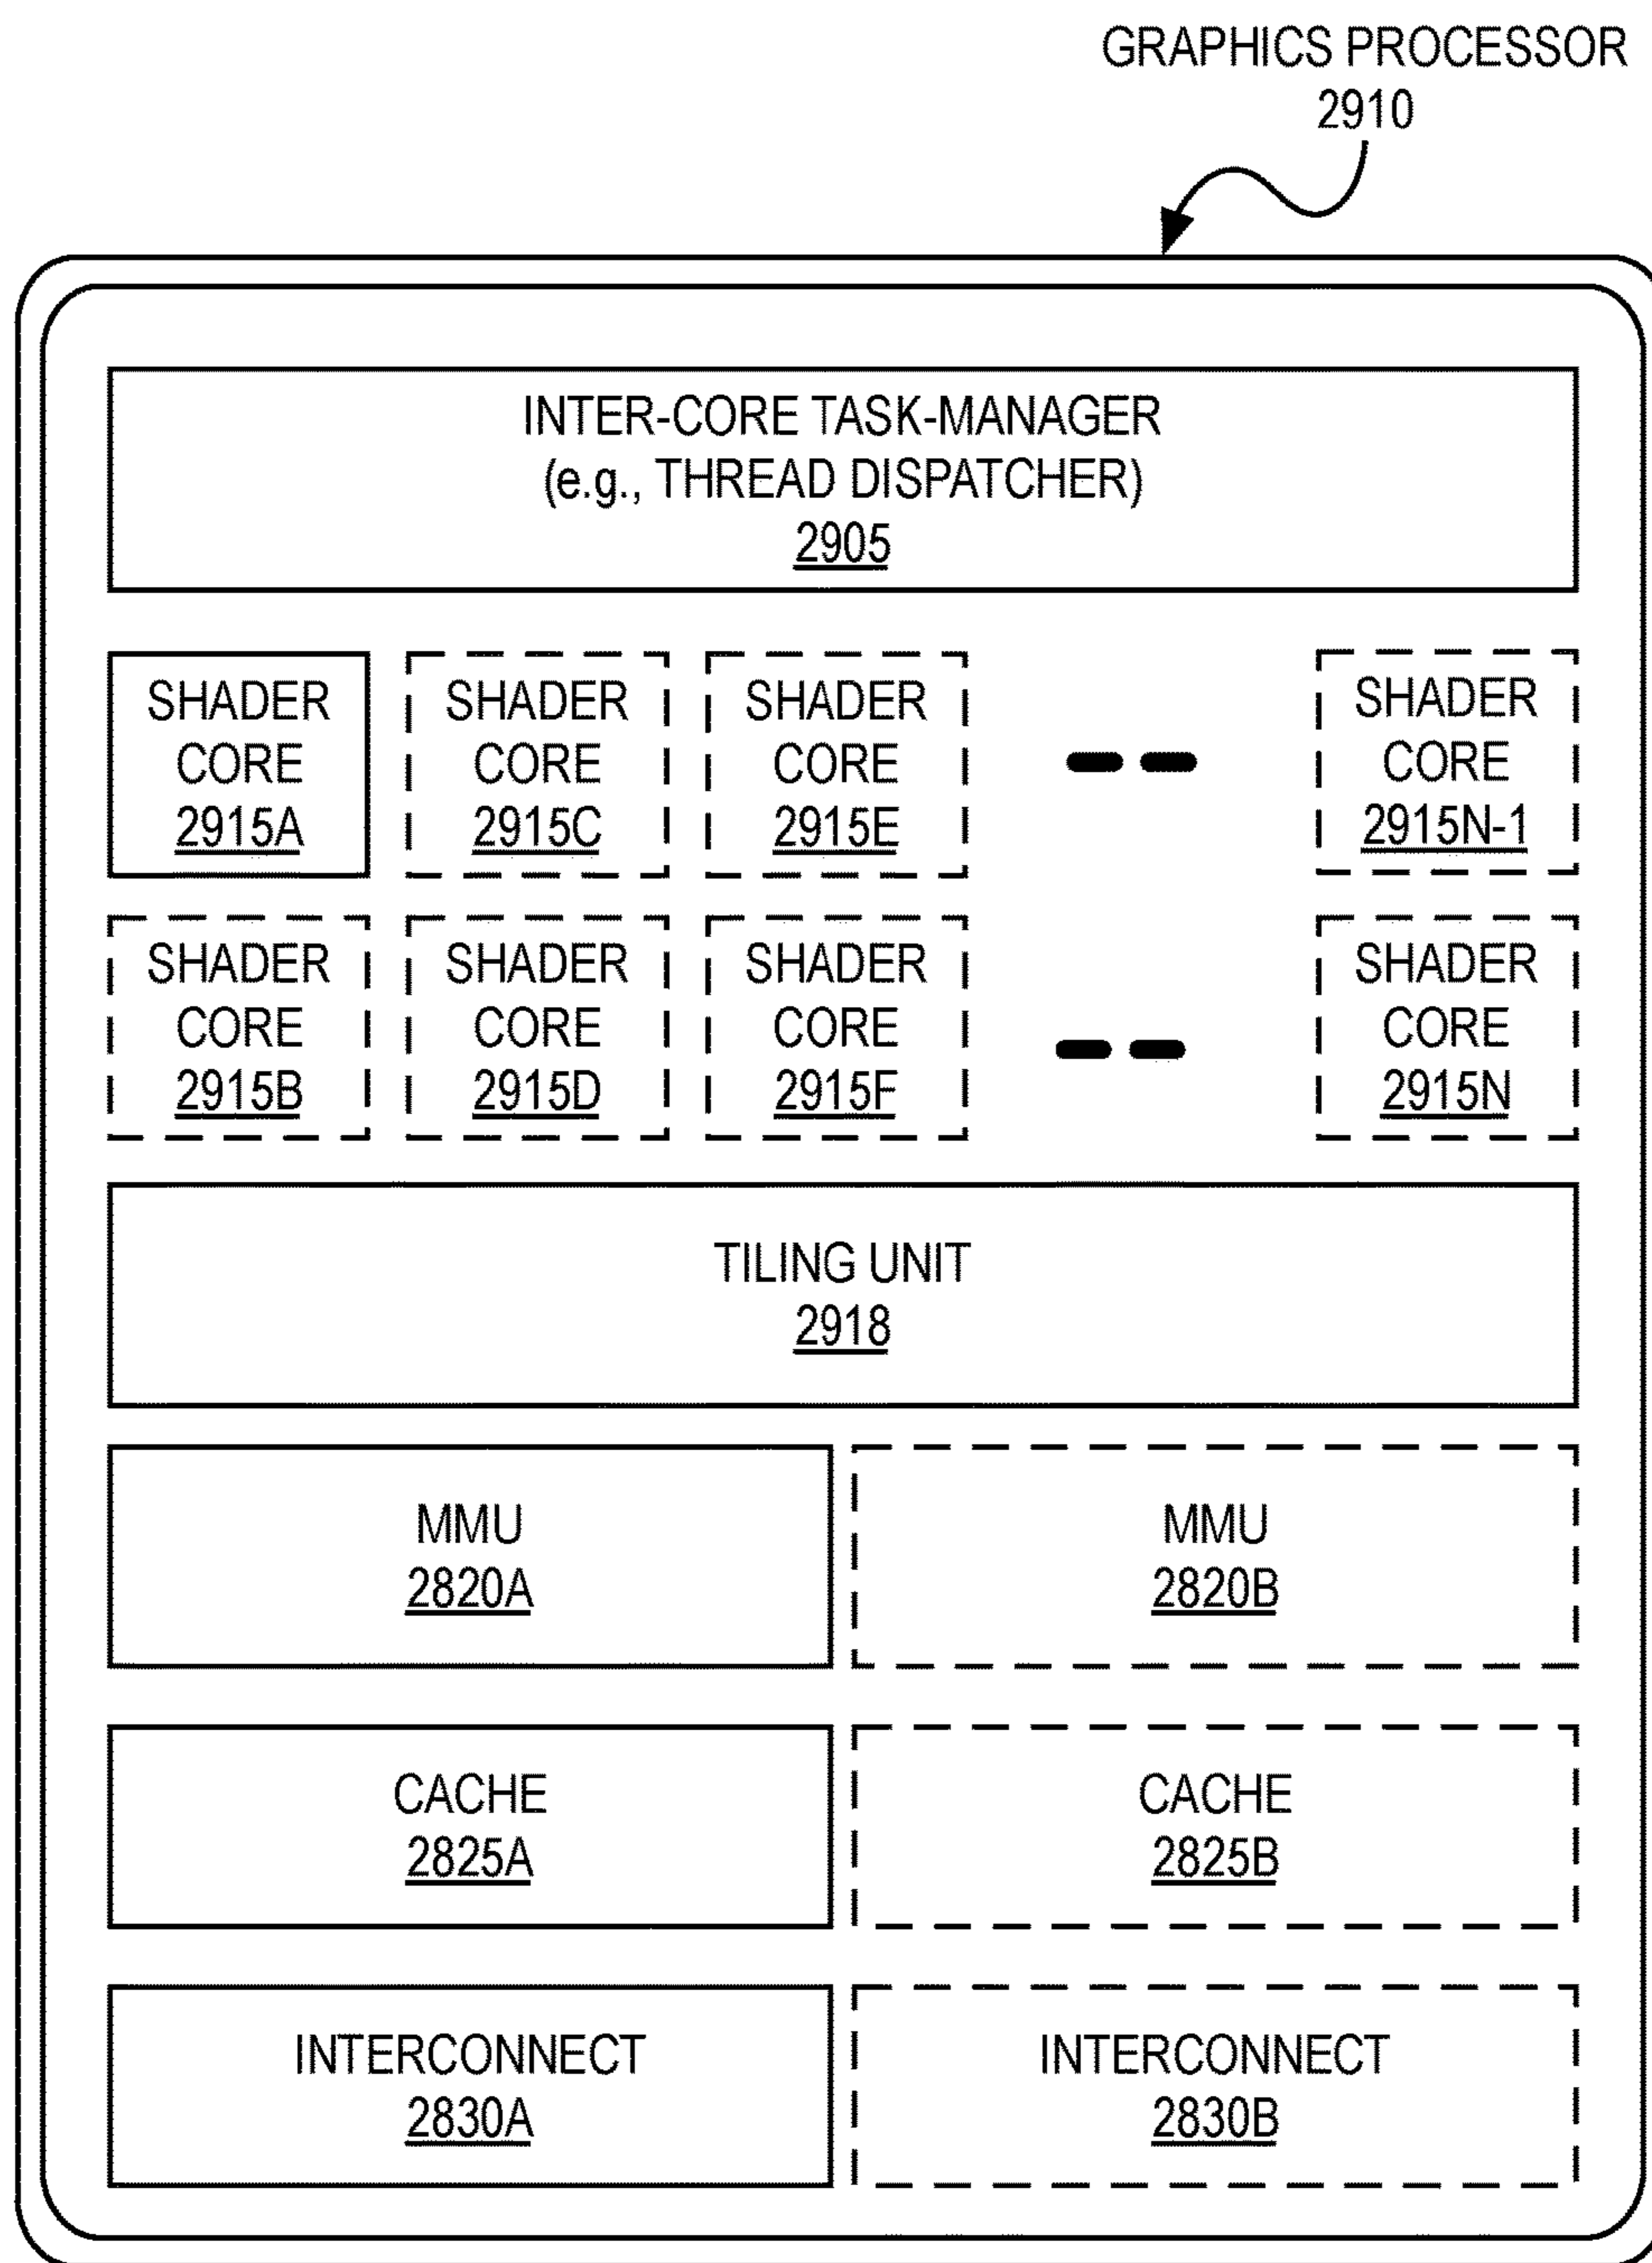 GRAPHICS PROCESSOR
2910
INTER-CORE TASK-MANAGER
(e.g., THREAD DISPATCHER)
2905
SHADER
CORE
2915A
SHADER
CORE
2915C
SHADER
CORE
2915E
SHADER
CORE
2915N-1
SHADER
CORE
2915B
SHADER
CORE
2915D
SHADER
CORE
2915F
SHADER
CORE
2915N
TILING UNIT
2918
MMU
2820A
MMU
2820B
CACHE
2825A
CACHE
2825B
INTERCONNECT
2830A
INTERCONNECT
2830B